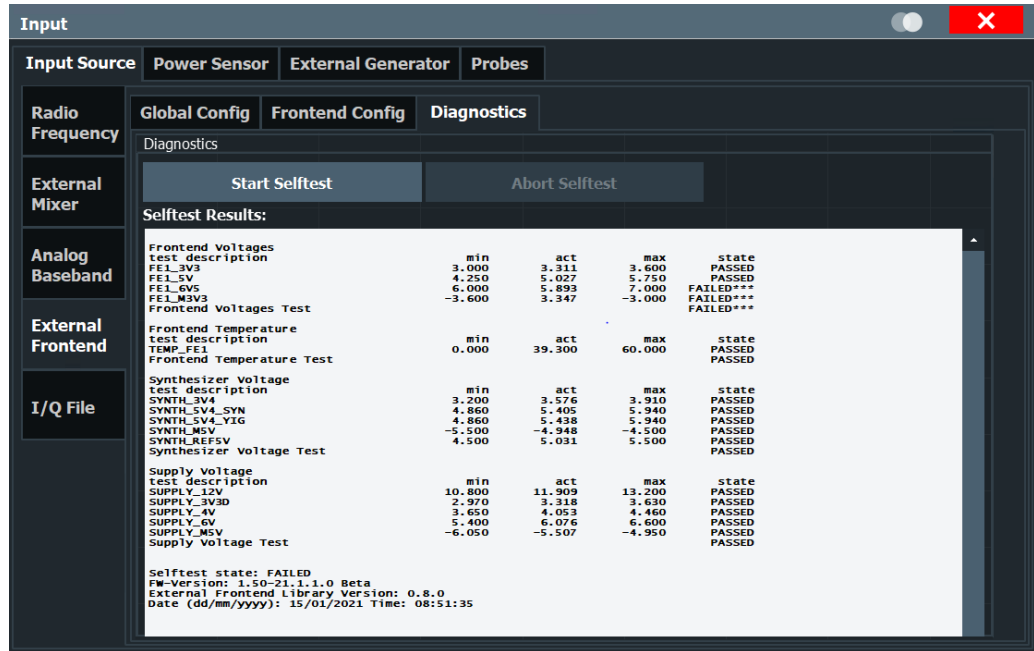 Input
Input Source Power Sensor External Generator Probes
Radio
Frequency
External
Mixer
Analog
Baseband
External
Frontend
I/Q File
Global Config Frontend Config Diagnostics
Diagnostics
Start Selftest Abort Selftest
Selftest Results:
Frontend Voltages
test description min act max state
FE1_3V3 3.000 3.311 3.600 PASSED
FE1_5V 4.250 5.027 5.750 PASSED
FE1_6V5 6.000 5.893 7.000 FAILED***
FE1_M3V3 -3.600 3.347 -3.000 FAILED***
Frontend Voltages Test FAILED***
Frontend Temperature
test description min act max state
TEMP_FE1 0.000 39.300 60.000 PASSED
Frontend Temperature Test PASSED
Synthesizer Voltage
test description min act max state
SYNTH_3V4 3.200 3.576 3.910 PASSED
SYNTH_5V4_SYN 4.860 5.405 5.940 PASSED
SYNTH_5V4_YIG 4.860 5.438 5.940 PASSED
SYNTH_M5V -5.500 -4.948 -4.500 PASSED
SYNTH_REF5V 4.500 5.031 5.500 PASSED
Synthesizer Voltage Test PASSED
Supply Voltage
test description min act max state
SUPPLY_12V 10.800 11.909 13.200 PASSED
SUPPLY_3V3D 2.970 3.318 3.630 PASSED
SUPPLY_4V 3.650 4.053 4.460 PASSED
SUPPLY_6V 5.400 6.076 6.600 PASSED
SUPPLY_M5V -6.050 -5.507 -4.950 PASSED
Supply Voltage Test PASSED
Selftest state: FAILED
FW-Version: 1.50-21.1.1.0 Beta
External Frontend Library Version: 0.8.0
Date (dd/mm/yyyy): 15/01/2021 Time: 08:51:35